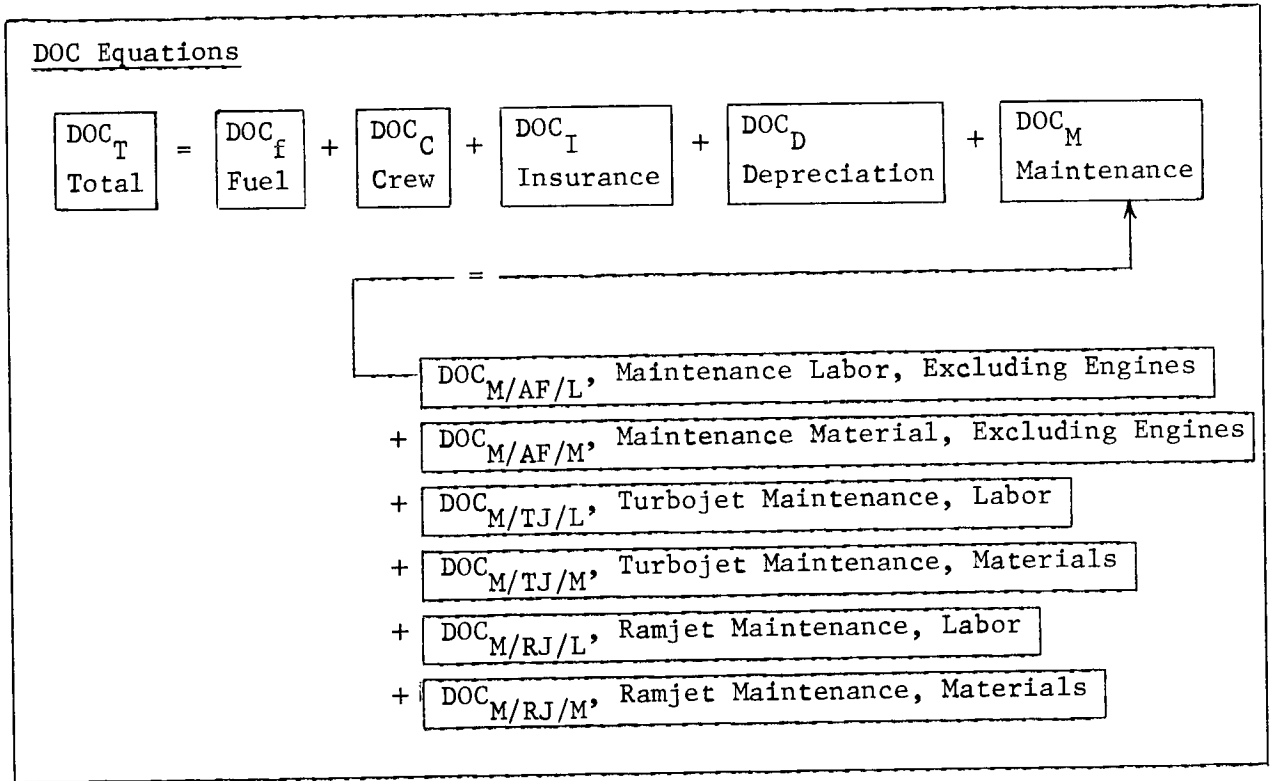 DOC Equations
DOC_T = DOC_f + DOC_C + DOC_I + DOC_D + DOC_M
Total Fuel Crew Insurance Depreciation Maintenance
=
DOC_M/AF/L, Maintenance Labor, Excluding Engines
+ DOC_M/AF/M, Maintenance Material, Excluding Engines
+ DOC_M/TJ/L, Turbojet Maintenance, Labor
+ DOC_M/TJ/M, Turbojet Maintenance, Materials
+ DOC_M/RJ/L, Ramjet Maintenance, Labor
+ DOC_M/RJ/M, Ramjet Maintenance, Materials